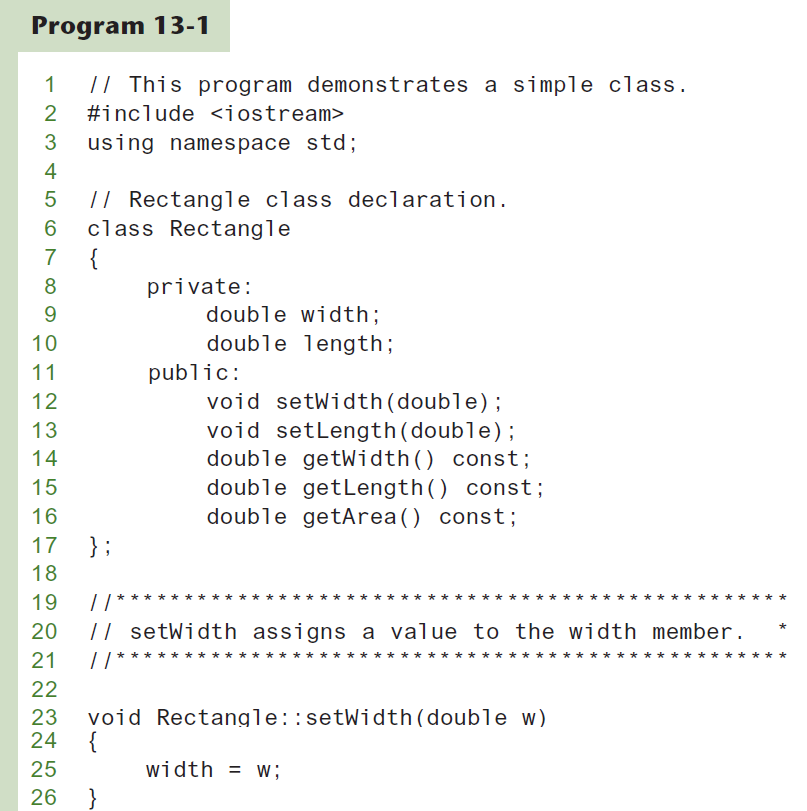 Program 13-1
1 // This program demonstrates a simple class.
2 #include <iostream>
3 using namespace std;
4
5 // Rectangle class declaration.
6 class Rectangle
7 {
8 private:
9 double width;
10 double length;
11 public:
12 void setWidth(double);
13 void setLength(double);
14 double getWidth() const;
15 double getLength() const;
16 double getArea() const;
17 };
18
19 //**************************************************
20 // setWidth assigns a value to the width member. *
21 //**************************************************
22
23 void Rectangle::setWidth(double w)
24 {
25 width = w;
26 }